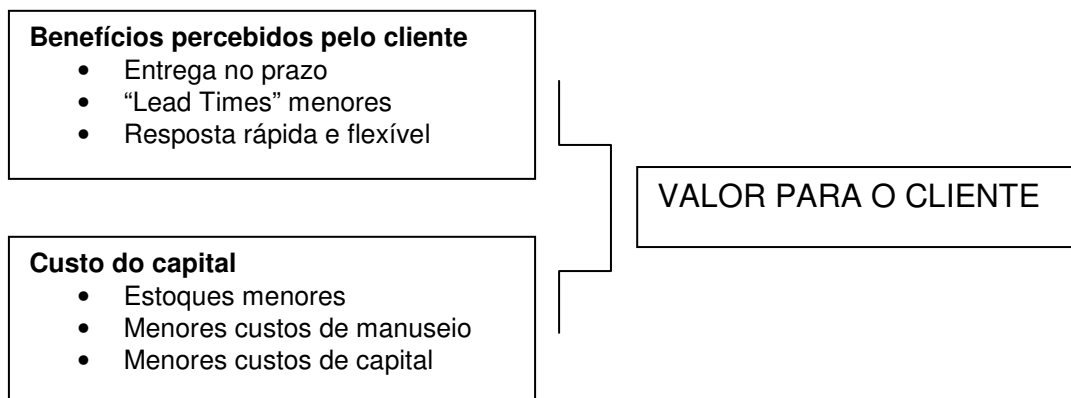 Benefícios percebidos pelo cliente
• Entrega no prazo
• “Lead Times” menores
• Resposta rápida e flexível
VALOR PARA O CLIENTE
Custo do capital
• Estoques menores
• Menores custos de manuseio
• Menores custos de capital